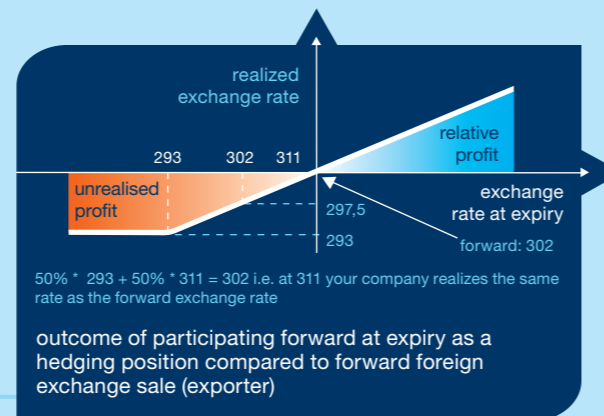 realized
exchange rate
293
302
311
relative
profit
unrealised
profit
exchange
rate at expiry
297,5
293
forward: 302
50% * 293 + 50% * 311 = 302 i.e. at 311 your company realizes the same
rate as the forward exchange rate
outcome of participating forward at expiry as a
hedging position compared to forward foreign
exchange sale (exporter)